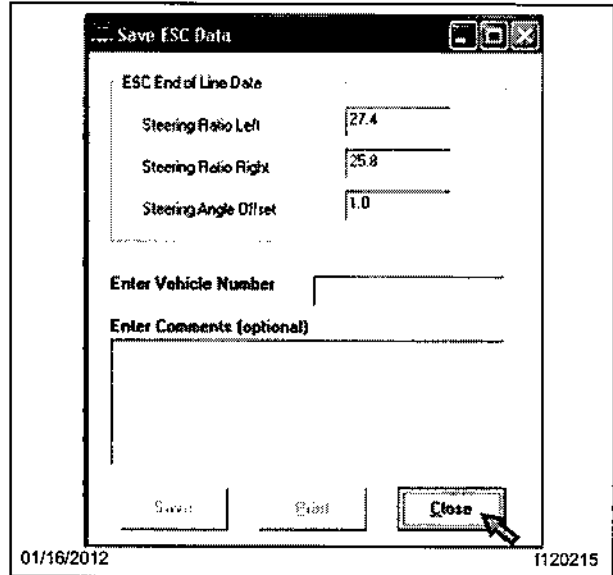 Save ESC Data
ESC End of Line Data
Steering Ratio Left 27.4
Steering Ratio Right 25.8
Steering Angle Offset 1.0
Enter Vehicle Number
Enter Comments (optional)
Save Print Close
01/16/2012 f120215